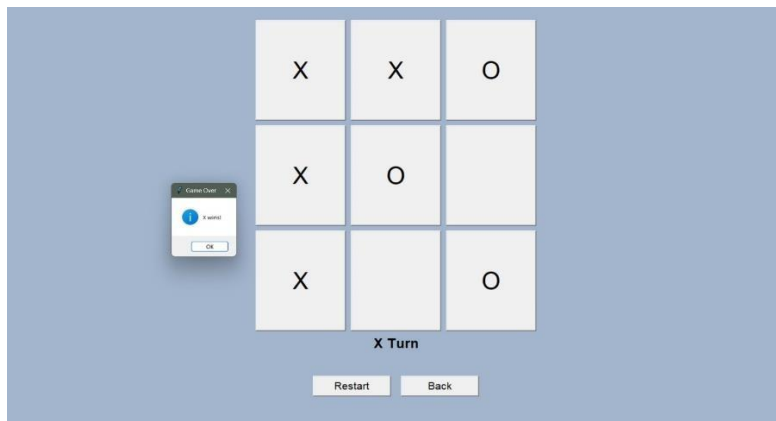 X X O
X O
Game Over
X wins!
OK
X O
X Turn
Restart Back